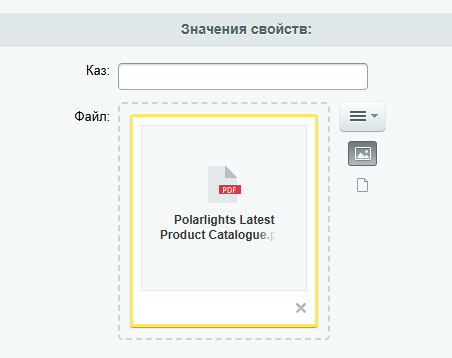 Значения свойств:
Каз:
Файл:
PDF
Polarlights Latest
Product Catalogue.p